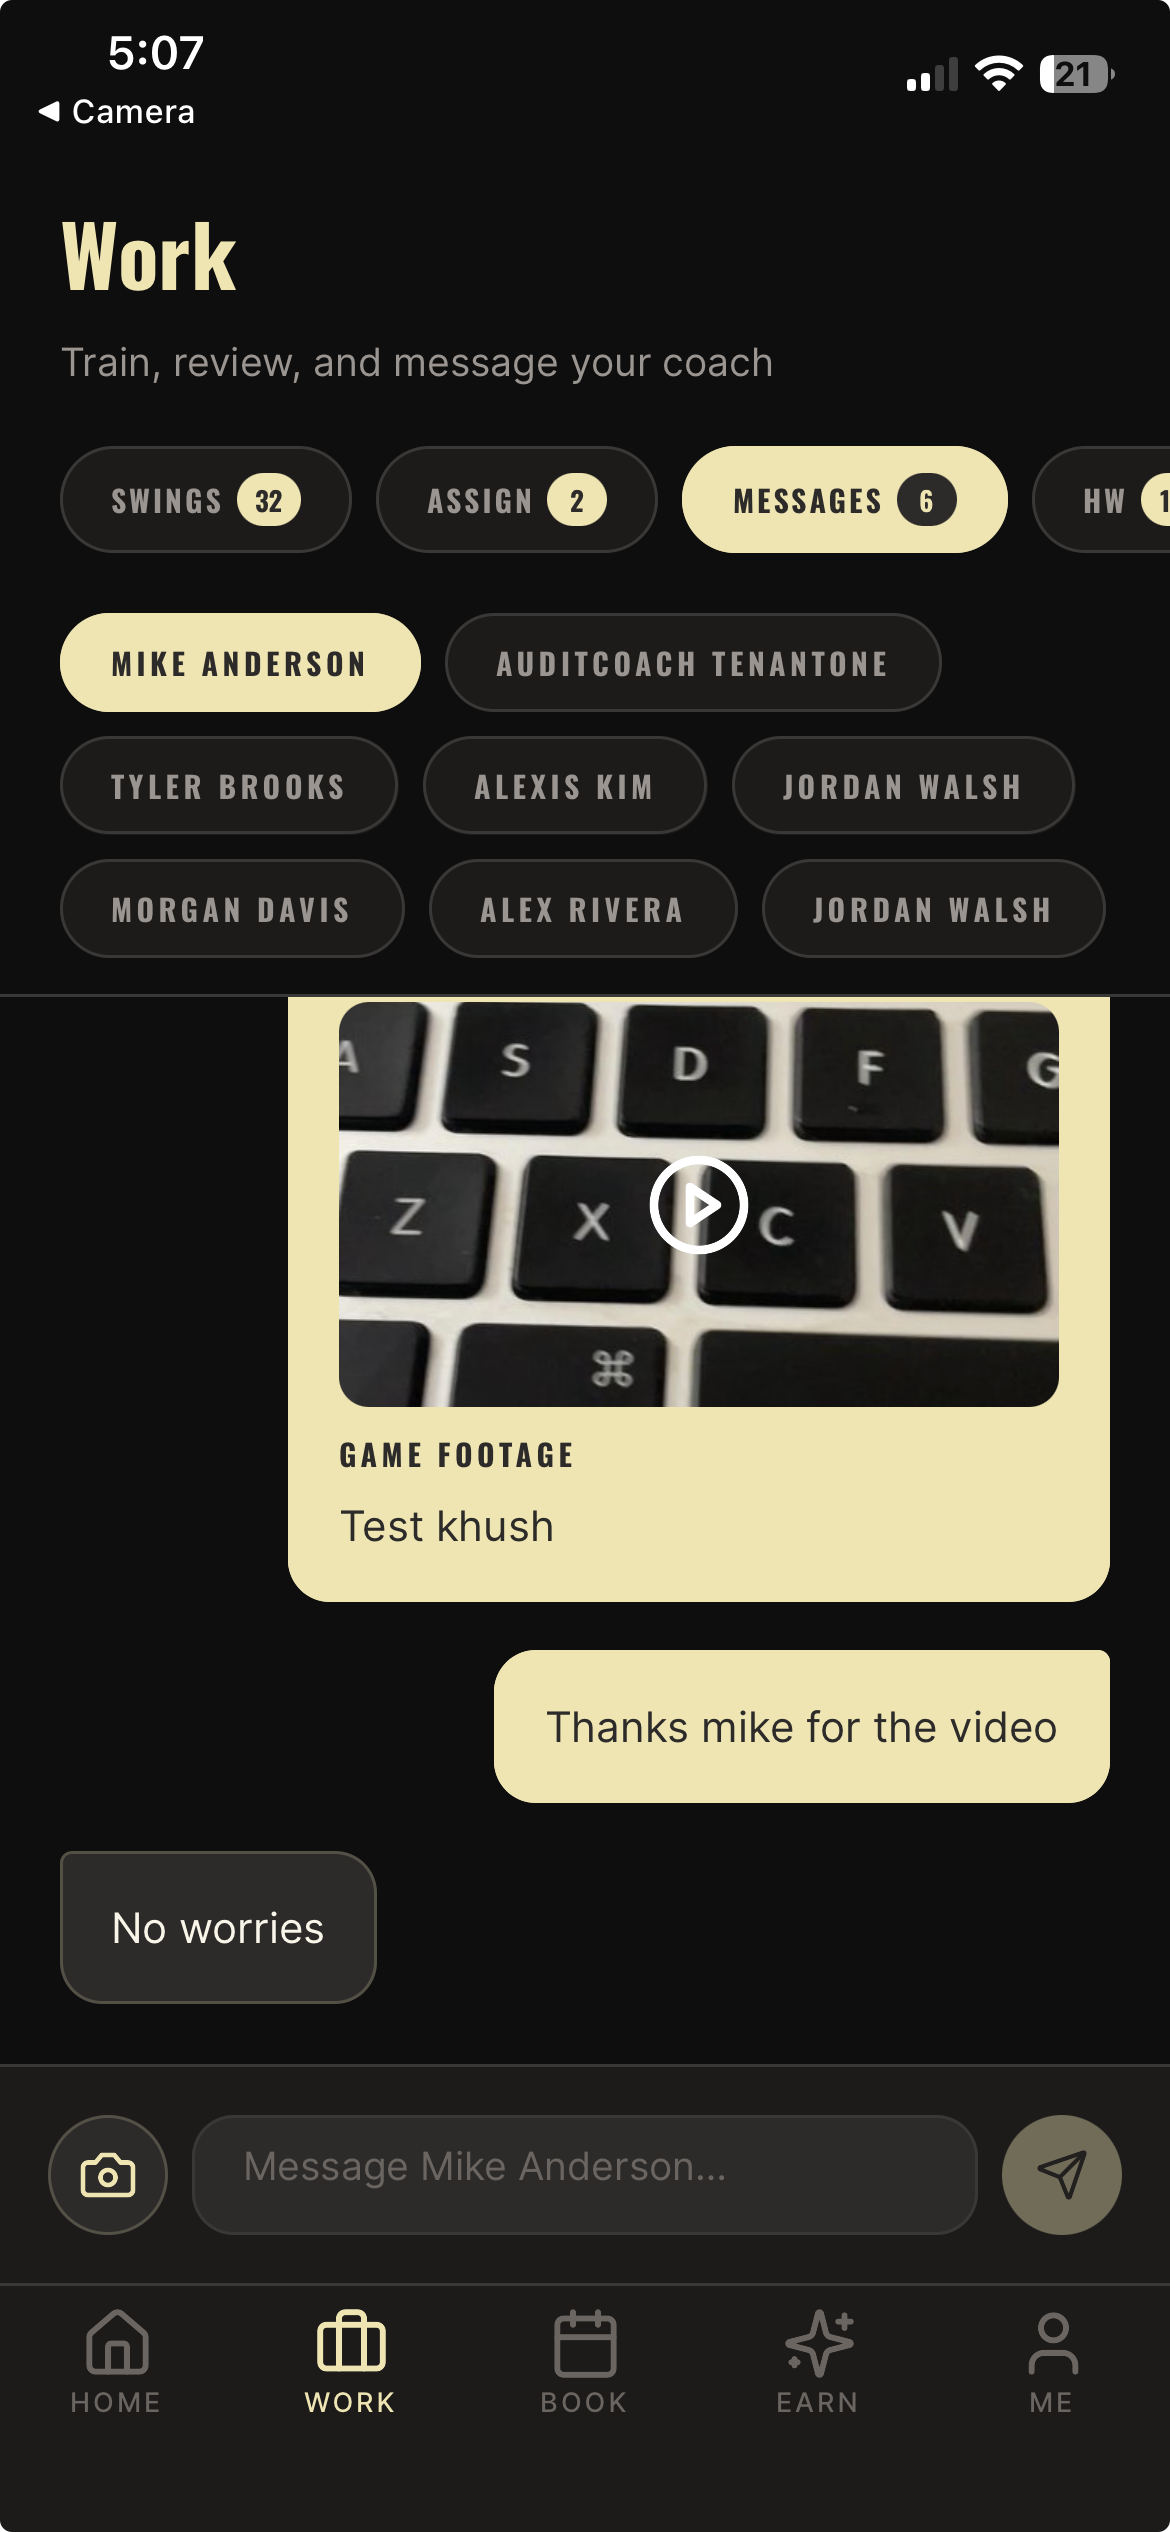 5:07
21
◀ Camera
Work
Train, review, and message your coach
SWINGS 32 ASSIGN 2 MESSAGES 6 HW
MIKE ANDERSON AUDITCOACH TENANTONE
TYLER BROOKS ALEXIS KIM JORDAN WALSH
MORGAN DAVIS ALEX RIVERA JORDAN WALSH
A S D F G
Z X C V
⌘
GAME FOOTAGE
Test khush
Thanks mike for the video
No worries
Message Mike Anderson...
HOME WORK BOOK EARN ME